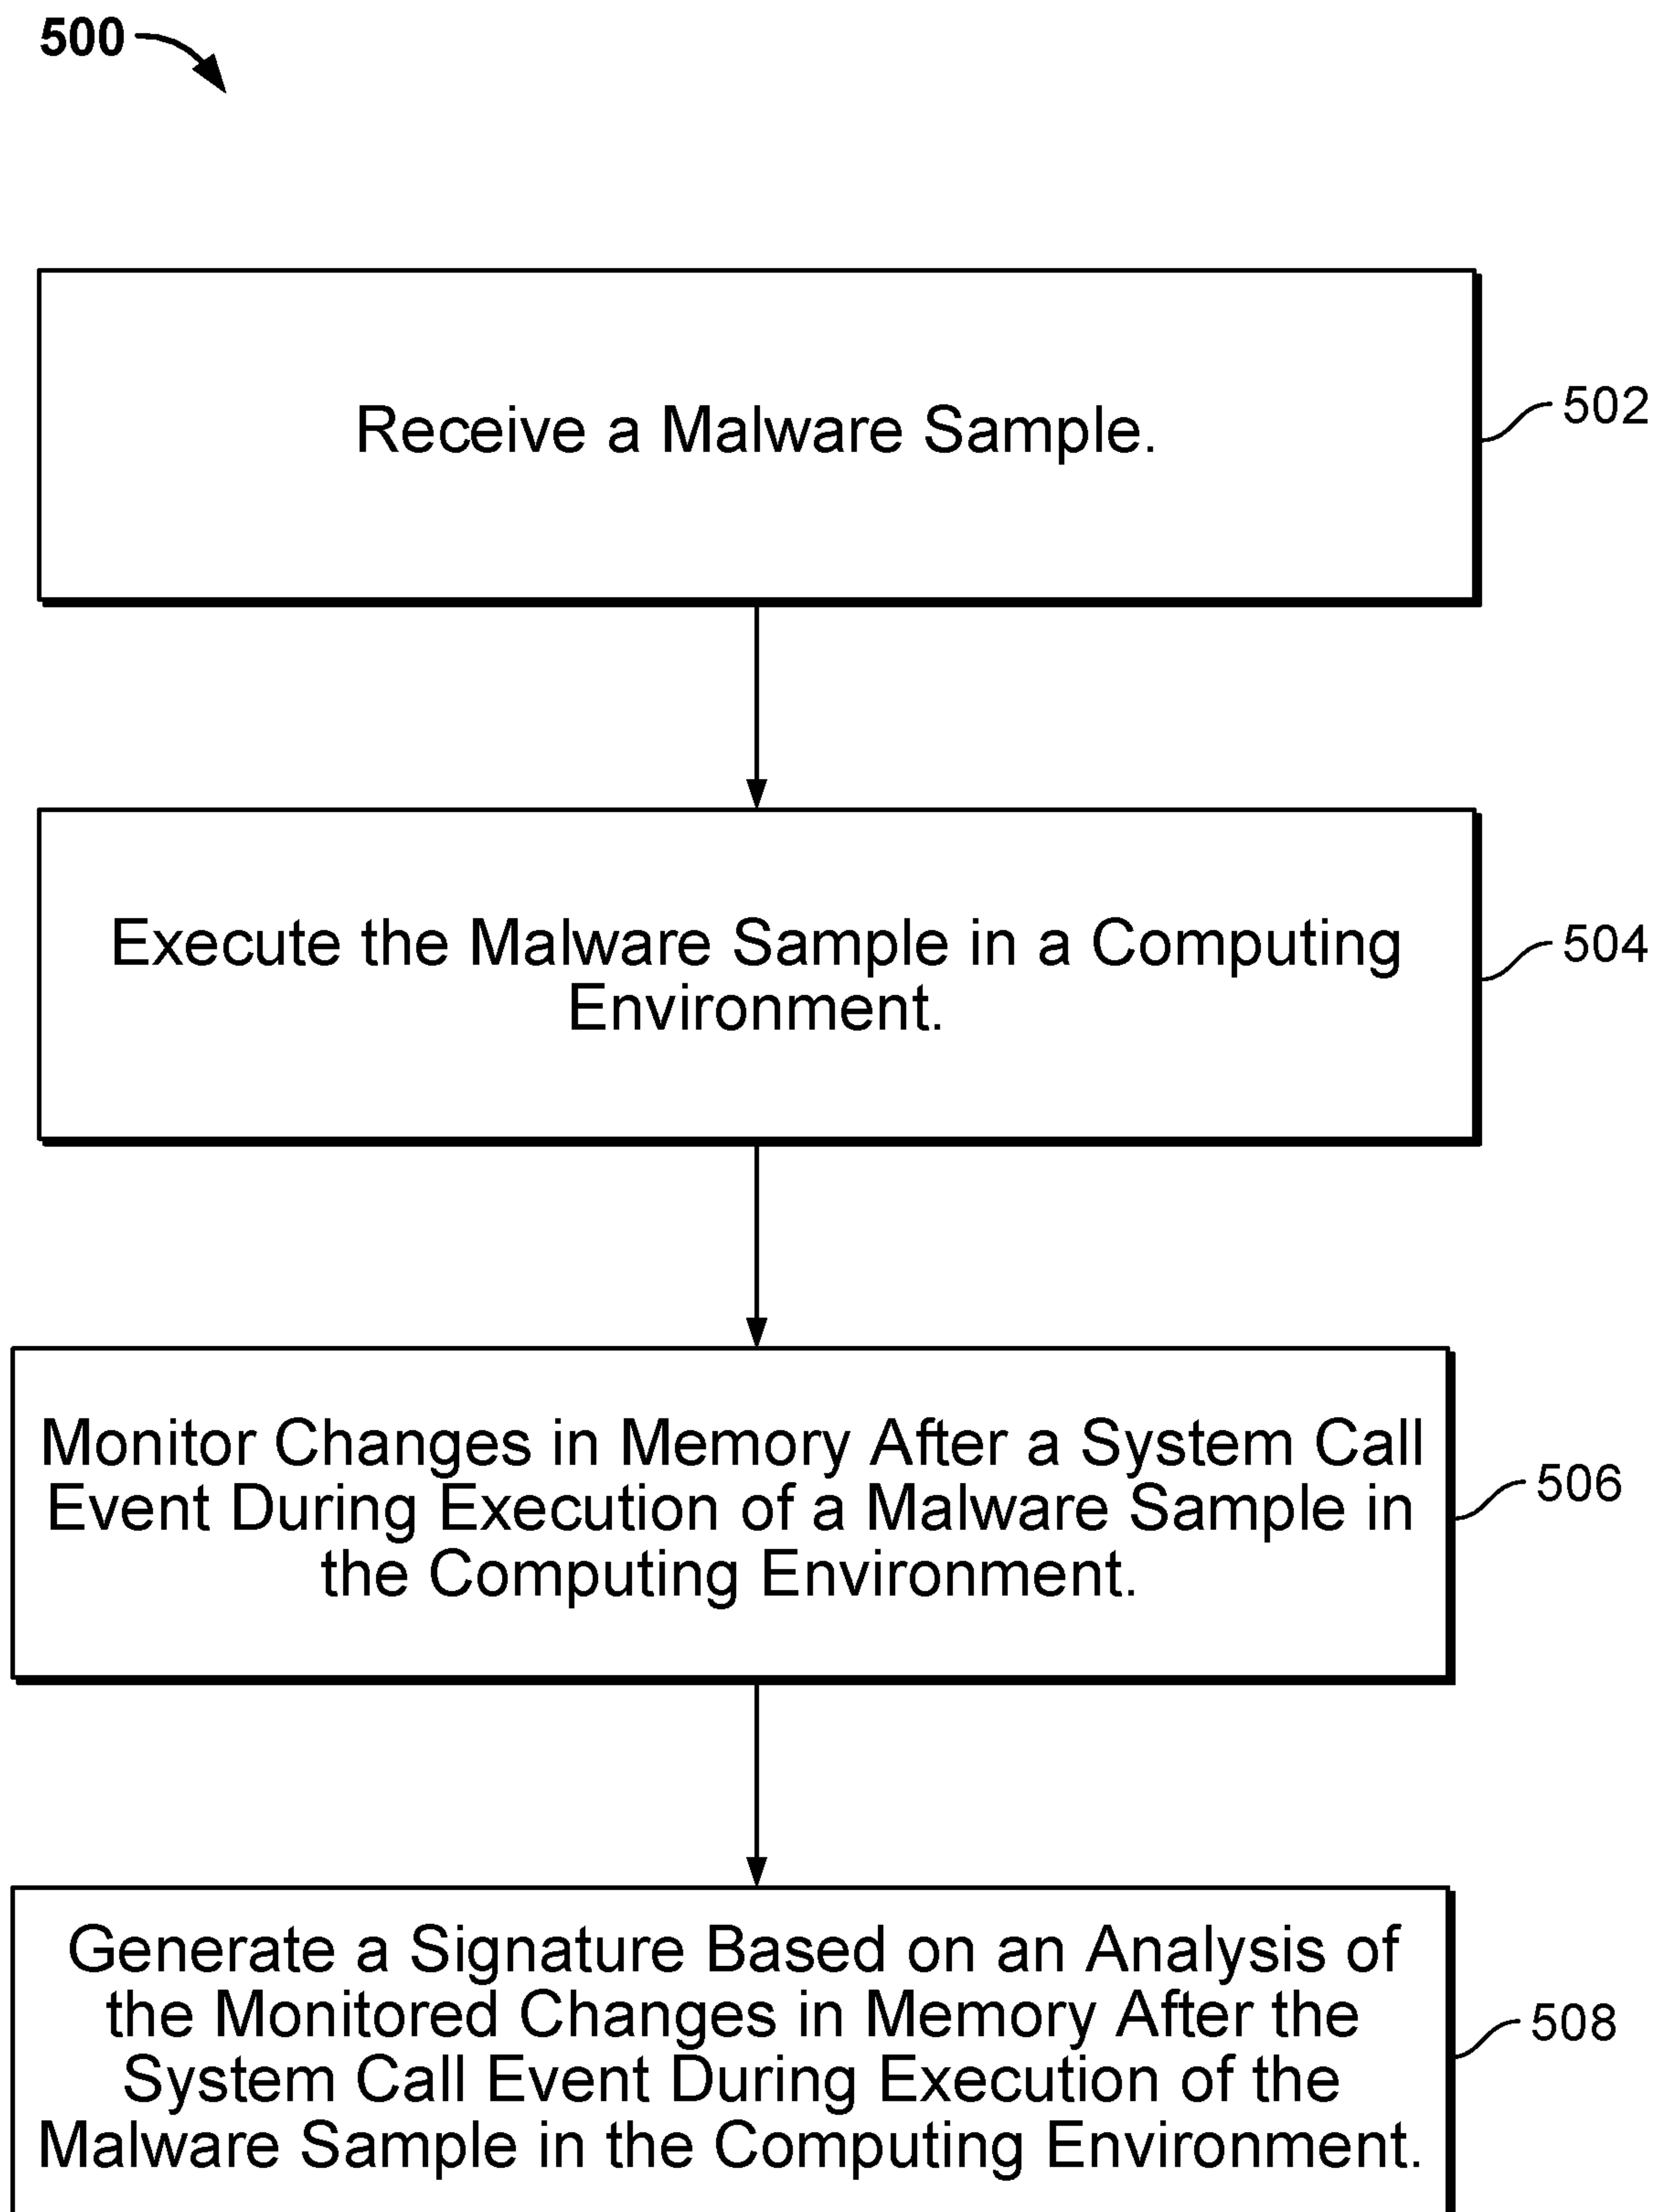 500
Receive a Malware Sample.
502
Execute the Malware Sample in a Computing
Environment.
504
Monitor Changes in Memory After a System Call
Event During Execution of a Malware Sample in
the Computing Environment.
506
Generate a Signature Based on an Analysis of
the Monitored Changes in Memory After the
System Call Event During Execution of the
Malware Sample in the Computing Environment.
508